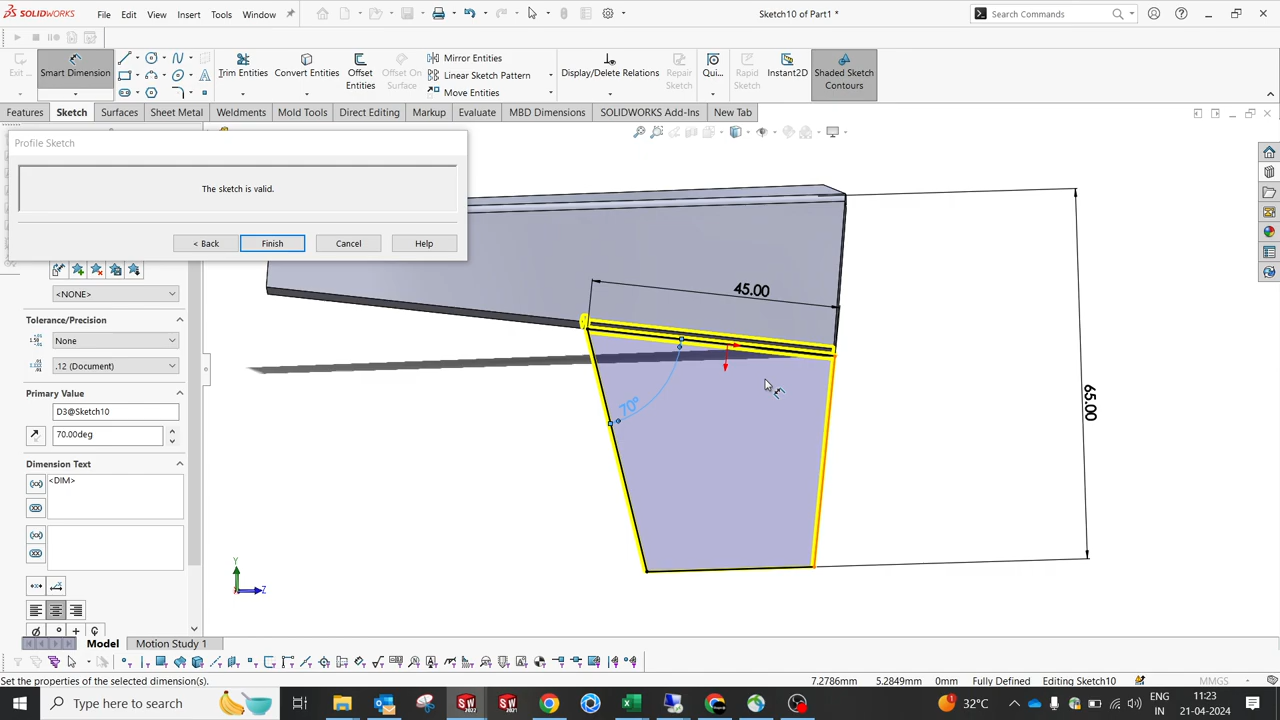 SOLIDWORKS
File
Edit
View
Insert
Tools
Window
Sketch10 of Part1 *
Search Commands
Exit ...
Smart Dimension
Trim Entities
Convert Entities
Offset
Entities
Offset On
Surface
Mirror Entities
Linear Sketch Pattern
Move Entities
Display/Delete Relations
Repair
Sketch
Qui...
Rapid
Sketch
Instant2D
Shaded Sketch
Contours
Features
Sketch
Surfaces
Sheet Metal
Weldments
Mold Tools
Direct Editing
Markup
Evaluate
MBD Dimensions
SOLIDWORKS Add-Ins
New Tab
Profile Sketch
The sketch is valid.
< Back
Finish
Cancel
Help
<NONE>
Tolerance/Precision
None
.12 (Document)
Primary Value
D3@Sketch10
70.00deg
Dimension Text
<DIM>
45.00
65.00
70°
Y
Z
Model
Motion Study 1
Set the properties of the selected dimension(s).
7.2786mm
5.2849mm
0mm
Fully Defined
Editing Sketch10
MMGS
Type here to search
32°C
ENG
IN
11:23
21-04-2024